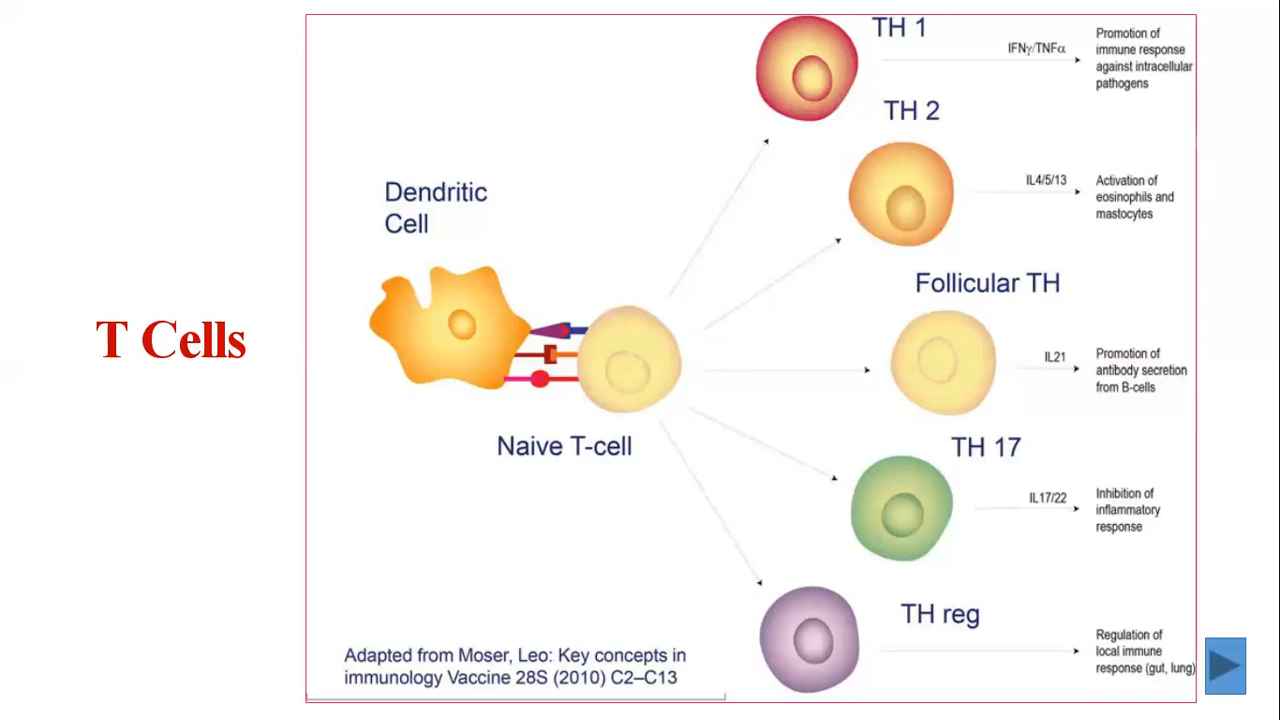 T Cells
Dendritic
Cell
Naive T-cell
TH 1
IFNγ/TNFα
Promotion of
immune response
against intracellular
pathogens
TH 2
IL4/5/13
Activation of
eosinophils and
mastocytes
Follicular TH
IL21
Promotion of
antibody secretion
from B-cells
TH 17
IL17/22
Inhibition of
inflammatory
response
TH reg
Regulation of
local immune
response (gut, lung)
Adapted from Moser, Leo: Key concepts in
immunology Vaccine 28S (2010) C2–C13